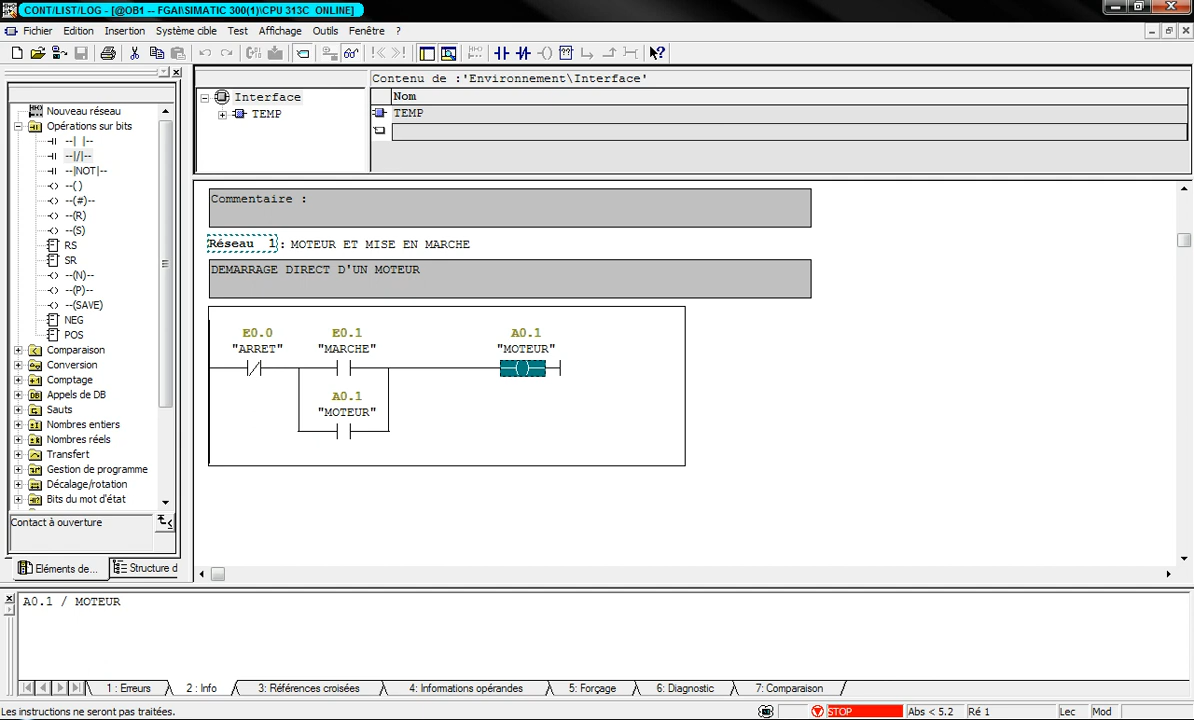 CONT/LIST/LOG - [@OB1 -- FGAI\SIMATIC 300(1)\CPU 313C ONLINE]
Fichier Edition Insertion Système cible Test Affichage Outils Fenêtre ?
Contenu de :'Environnement\Interface'
Interface
TEMP
Nom
TEMP
Nouveau réseau
Opérations sur bits
--| |--
--|/|--
--|NOT|--
--( )
--(#)--
--(R)
--(S)
RS
SR
--(N)--
--(P)--
--(SAVE)
NEG
POS
Comparaison
Conversion
Comptage
Appels de DB
Sauts
Nombres entiers
Nombres réels
Transfert
Gestion de programme
Décalage/rotation
Bits du mot d'état
Contact à ouverture
Eléments de...
Structure d
Commentaire :
Réseau 1 : MOTEUR ET MISE EN MARCHE
DEMARRAGE DIRECT D'UN MOTEUR
E0.0 E0.1 A0.1
"ARRET" "MARCHE" "MOTEUR"
A0.1
"MOTEUR"
A0.1 / MOTEUR
1 : Erreurs 2 : Info 3: Références croisées 4: Informations opérandes 5: Forçage 6: Diagnostic 7: Comparaison
Les instructions ne seront pas traitées. STOP Abs < 5.2 Ré 1 Lec Mod